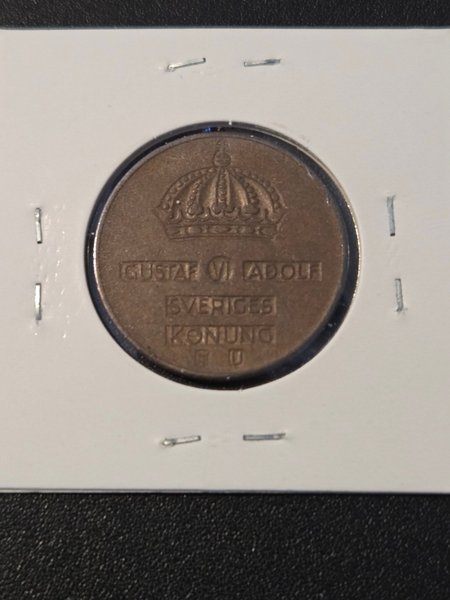 GUSTAF VI ADOLF
SVERIGES
KONUNG
U